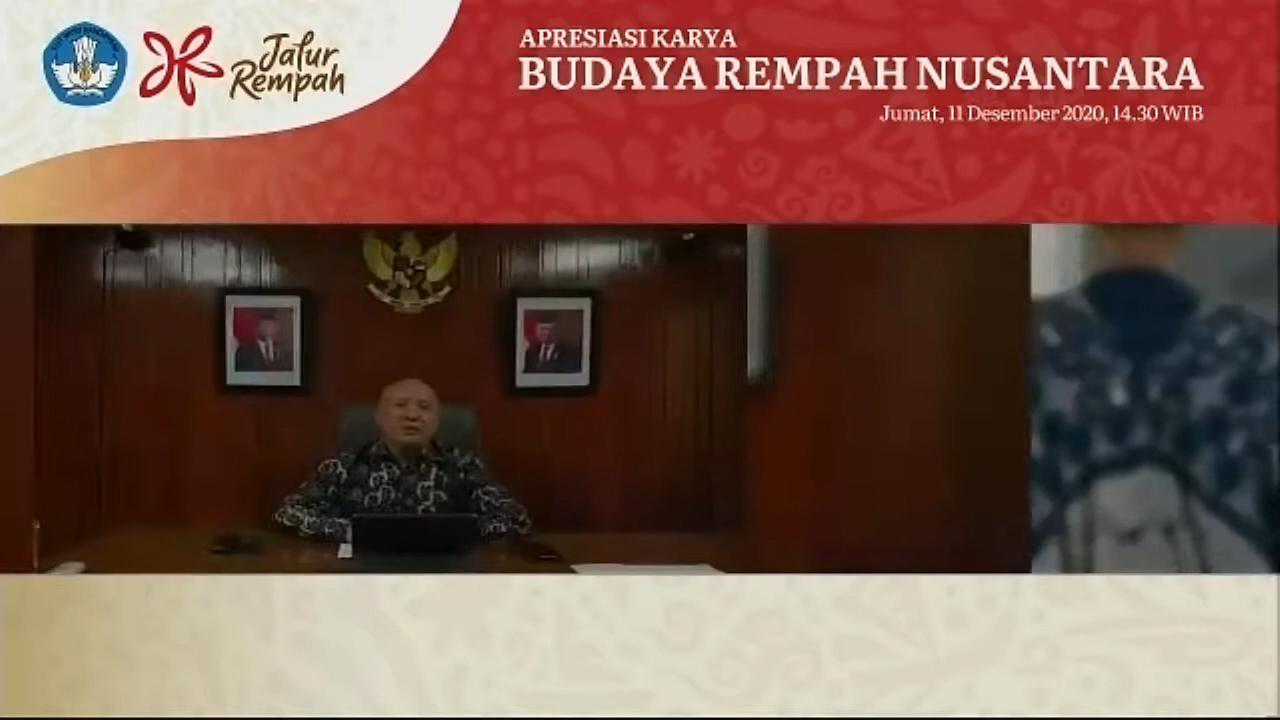 Jalur
Rempah
APRESIASI KARYA
BUDAYA REMPAH NUSANTARA
Jumat, 11 Desember 2020, 14.30 WIB